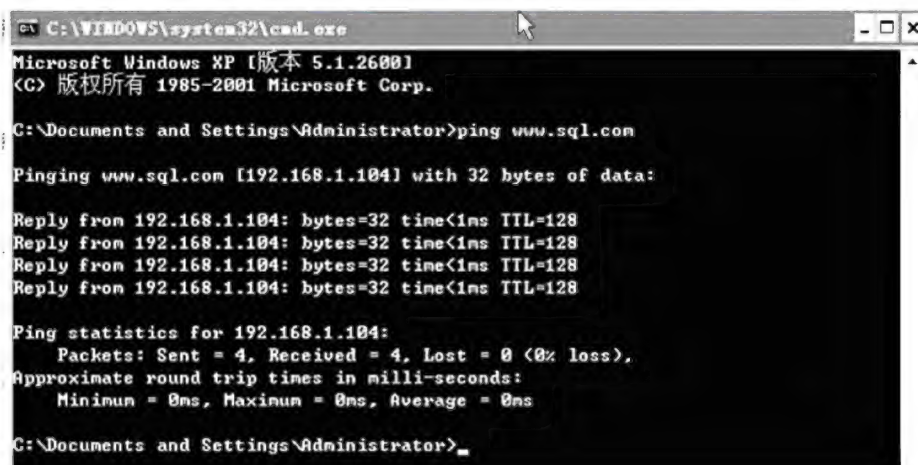 C:\WINDOWS\system32\cmd.exe
Microsoft Windows XP [版本 5.1.2600]
(C) 版权所有 1985-2001 Microsoft Corp.
C:\Documents and Settings\Administrator>ping www.sql.com
Pinging www.sql.com [192.168.1.104] with 32 bytes of data:
Reply from 192.168.1.104: bytes=32 time<1ms TTL=128
Reply from 192.168.1.104: bytes=32 time<1ms TTL=128
Reply from 192.168.1.104: bytes=32 time<1ms TTL=128
Reply from 192.168.1.104: bytes=32 time<1ms TTL=128
Ping statistics for 192.168.1.104:
Packets: Sent = 4, Received = 4, Lost = 0 (0% loss),
Approximate round trip times in milli-seconds:
Minimum = 0ms, Maximum = 0ms, Average = 0ms
C:\Documents and Settings\Administrator>_